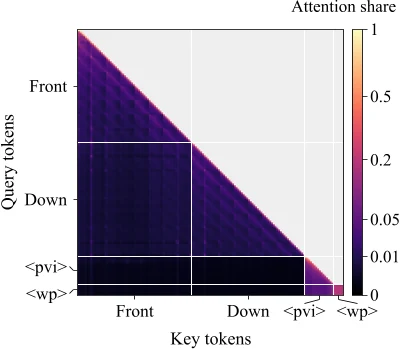 Attention share
1
Front
0.5
Query tokens
0.2
Down
0.05
0.01
<pvi>
<wp>
0
Front Down <pvi> <wp>
Key tokens